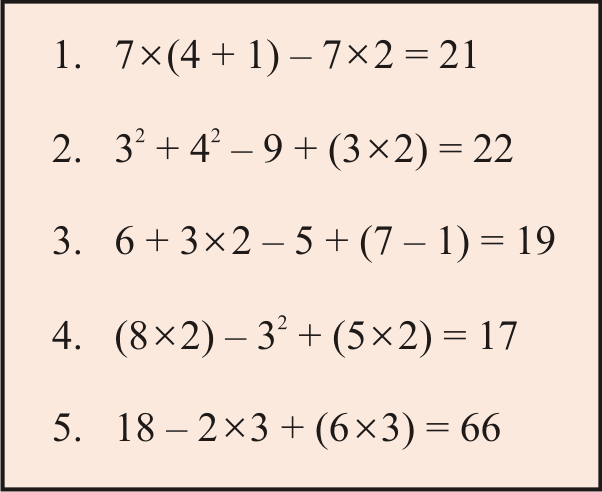 1. 7×(4 + 1) – 7×2 = 21
2. 3² + 4² – 9 + (3×2) = 22
3. 6 + 3×2 – 5 + (7 – 1) = 19
4. (8×2) – 3² + (5×2) = 17
5. 18 – 2×3 + (6×3) = 66